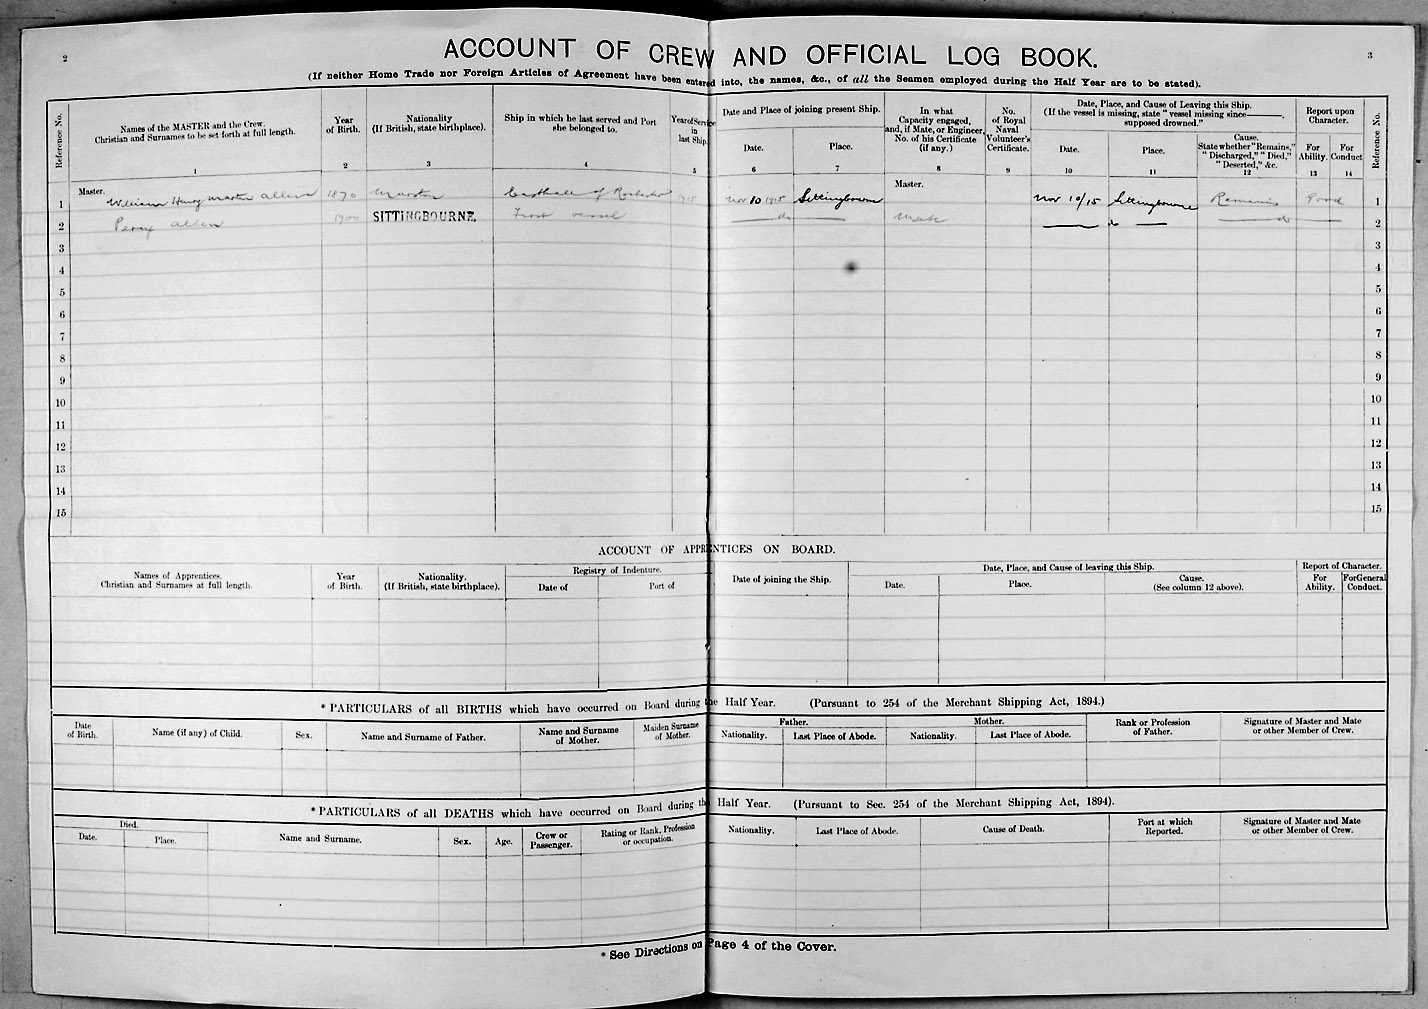 2
3
ACCOUNT OF CREW AND OFFICIAL LOG BOOK.
(If neither Home Trade nor Foreign Articles of Agreement have been entered into, the names, &c., of all the Seamen employed during the Half Year are to be stated).
Reference No.
Names of the MASTER and the Crew.
Christian and Surnames to be set forth at full length.
1
Year
of Birth.
2
Nationality
(If British, state birthplace).
3
Ship in which he last served and Port
she belonged to.
4
Year of Service
in
last Ship.
5
Date and Place of joining present Ship.
Date.
6
Place.
7
In what
Capacity engaged,
and, if Mate, or Engineer,
No. of his Certificate
(if any.)
8
No.
of Royal
Naval
Volunteer's
Certificate.
9
Date, Place, and Cause of Leaving this Ship.
(If the vessel is missing, state "vessel missing since———,
supposed drowned."
Date.
10
Place.
11
Cause.
State whether "Remains,"
"Discharged," "Died,"
"Deserted," &c.
12
Report upon
Character.
For
Ability.
13
For
Conduct
14
Reference No.
Master.
Master.
1 William Henry Martin Allen 1870 of Rochester 1915 Nov 10 1915 Sittingbourne Nov 10/15 Sittingbourne Remains Good 1
2 Percy Allen 1900 SITTINGBOURNE. First vessel do Mate do do 2
3 3
4 4
5 5
6 6
7 7
8 8
9 9
10 10
11 11
12 12
13 13
14 14
15 15
ACCOUNT OF APPRENTICES ON BOARD.
Names of Apprentices.
Christian and Surnames at full length.
Year
of Birth.
Nationality.
(If British, state birthplace).
Registry of Indenture.
Date of
Port of
Date of joining the Ship.
Date, Place, and Cause of leaving this Ship.
Date.
Place.
Cause.
(See column 12 above).
Report of Character.
For
Ability.
For General
Conduct.
* PARTICULARS of all BIRTHS which have occurred on Board during the Half Year. (Pursuant to 254 of the Merchant Shipping Act, 1894.)
Date
of Birth.
Name (if any) of Child.
Sex.
Name and Surname of Father.
Name and Surname
of Mother.
Maiden Surname
of Mother.
Father.
Nationality.
Last Place of Abode.
Mother.
Nationality.
Last Place of Abode.
Rank or Profession
of Father.
Signature of Master and Mate
or other Member of Crew.
* PARTICULARS of all DEATHS which have occurred on Board during the Half Year. (Pursuant to Sec. 254 of the Merchant Shipping Act, 1894).
Died.
Date.
Place.
Name and Surname.
Sex.
Age.
Crew or
Passenger.
Rating or Rank, Profession
or occupation.
Nationality.
Last Place of Abode.
Cause of Death.
Port at which
Reported.
Signature of Master and Mate
or other Member of Crew.
* See Directions on Page 4 of the Cover.